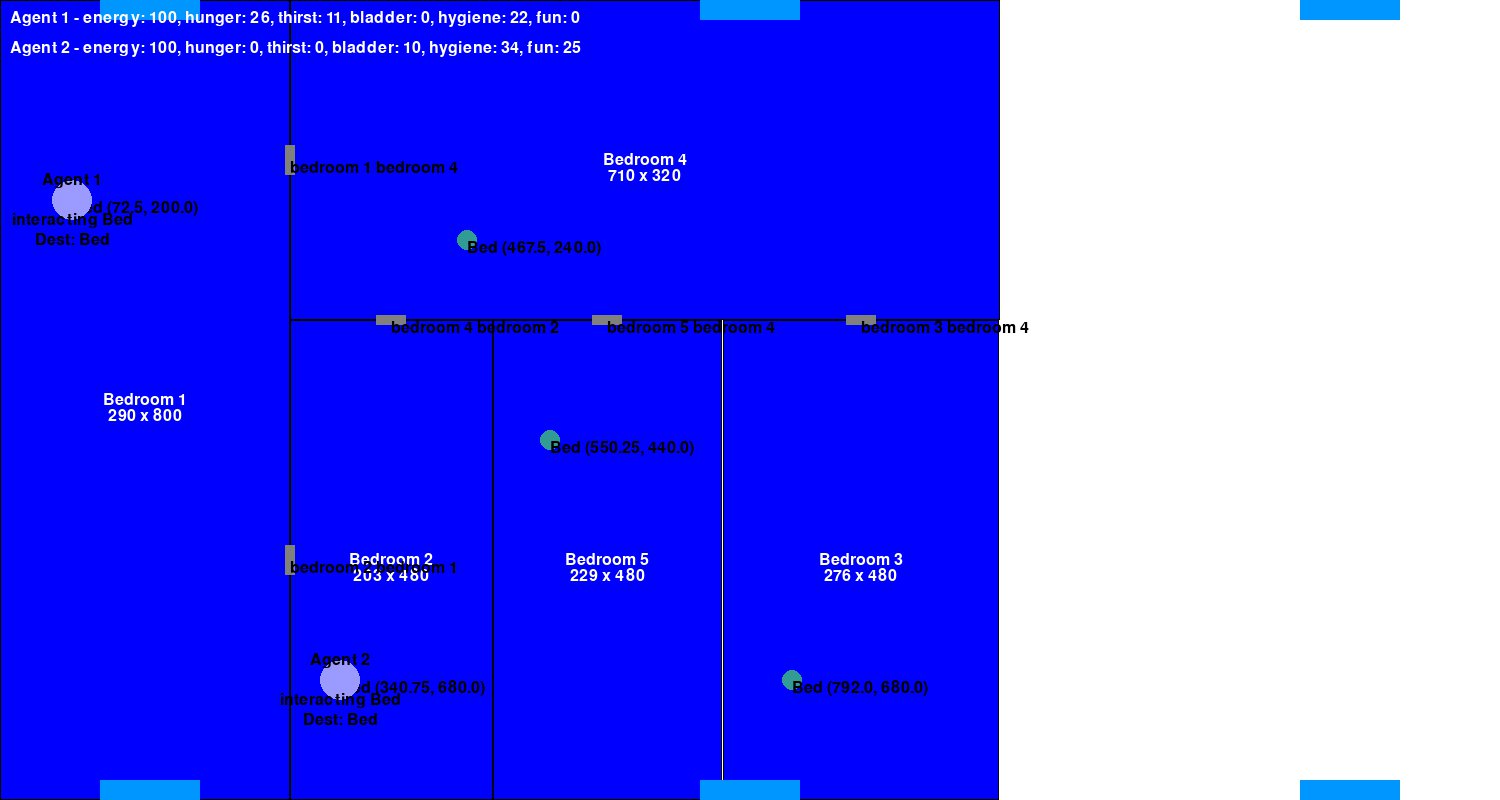 Agent 1 - energy: 100, hunger: 26, thirst: 11, bladder: 0, hygiene: 22, fun: 0
Agent 2 - energy: 100, hunger: 0, thirst: 0, bladder: 10, hygiene: 34, fun: 25
bedroom 1 bedroom 4
Bedroom 4
710 x 320
Agent 1
(72.5, 200.0)
interacting Bed
Dest: Bed
Bed (467.5, 240.0)
bedroom 4 bedroom 2
bedroom 5 bedroom 4
bedroom 3 bedroom 4
Bedroom 1
290 x 800
Bed (550.25, 440.0)
Bedroom 2
203 x 480
bedroom 2 bedroom 1
Bedroom 5
229 x 480
Bedroom 3
276 x 480
Agent 2
(340.75, 680.0)
interacting Bed
Dest: Bed
Bed (792.0, 680.0)